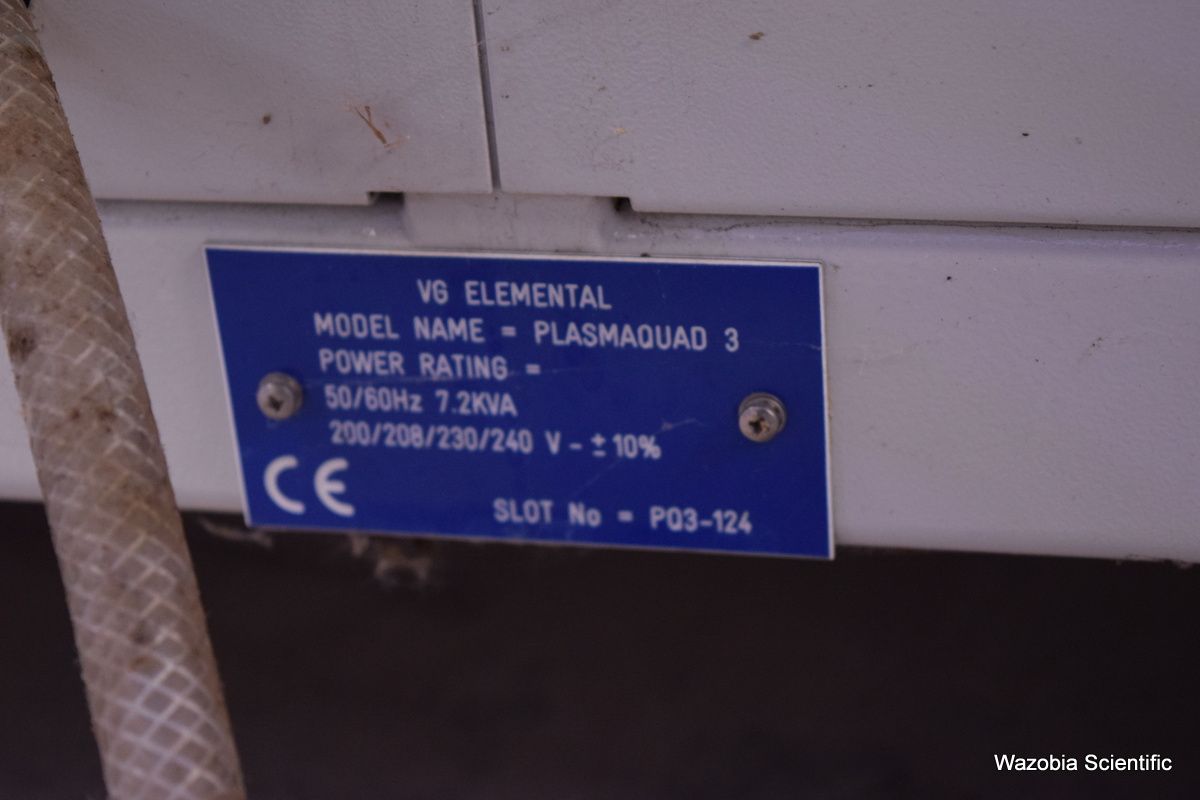 VG ELEMENTAL
MODEL NAME = PLASMAQUAD 3
POWER RATING =
50/60Hz 7.2KVA
200/208/230/240 V - ± 10%
CE
SLOT No = PQ3-124
Wazobia Scientific